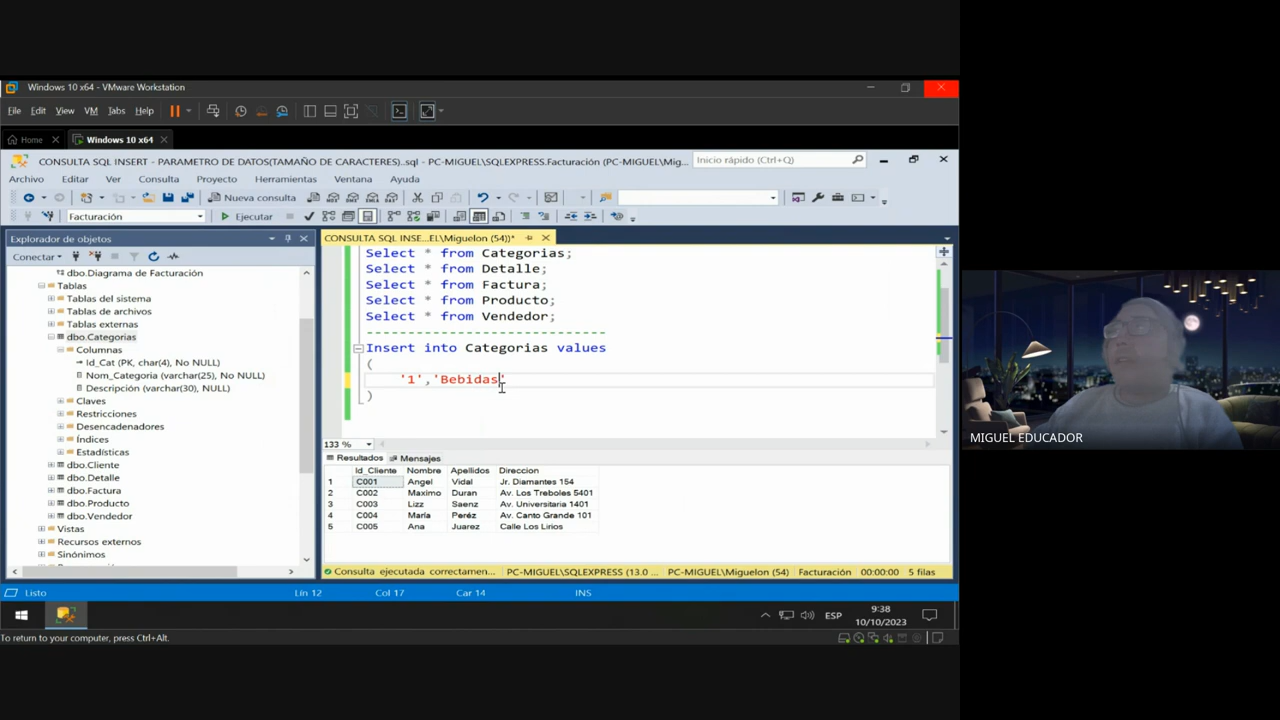 Windows 10 x64 - VMware Workstation
File Edit View VM Tabs Help
Home Windows 10 x64
CONSULTA SQL INSERT - PARAMETRO DE DATOS(TAMAÑO DE CARACTERES)..sql - PC-MIGUEL\SQLEXPRESS.Facturación (PC-MIGUEL\Mig...
Inicio rápido (Ctrl+Q)
Archivo Editar Ver Consulta Proyecto Herramientas Ventana Ayuda
Nueva consulta
Facturación Ejecutar
Explorador de objetos
CONSULTA SQL INSE...EL\Miguelon (54))*
Conectar
dbo.Diagrama de Facturación
Tablas
Tablas del sistema
Tablas de archivos
Tablas externas
dbo.Categorias
Columnas
Id_Cat (PK, char(4), No NULL)
Nom_Categoria (varchar(25), No NULL)
Descripción (varchar(30), NULL)
Claves
Restricciones
Desencadenadores
Índices
Estadísticas
dbo.Cliente
dbo.Detalle
dbo.Factura
dbo.Producto
dbo.Vendedor
Vistas
Recursos externos
Sinónimos
Select * from Categorias;
Select * from Detalle;
Select * from Factura;
Select * from Producto;
Select * from Vendedor;
-----------------------------
Insert into Categorias values
(
'1','Bebidas'
)
133 %
Resultados Mensajes
Id_Cliente Nombre Apellidos Direccion
1 C001 Angel Vidal Jr. Diamantes 154
2 C002 Maximo Duran Av. Los Treboles 5401
3 C003 Lizz Saenz Av. Universitaria 1401
4 C004 María Peréz Av. Canto Grande 101
5 C005 Ana Juarez Calle Los Lirios
Consulta ejecutada correctamen... PC-MIGUEL\SQLEXPRESS (13.0 ... PC-MIGUEL\Miguelon (54) Facturación 00:00:00 5 filas
Listo Lín 12 Col 17 Car 14 INS
ESP
9:38
10/10/2023
To return to your computer, press Ctrl+Alt.
MIGUEL EDUCADOR